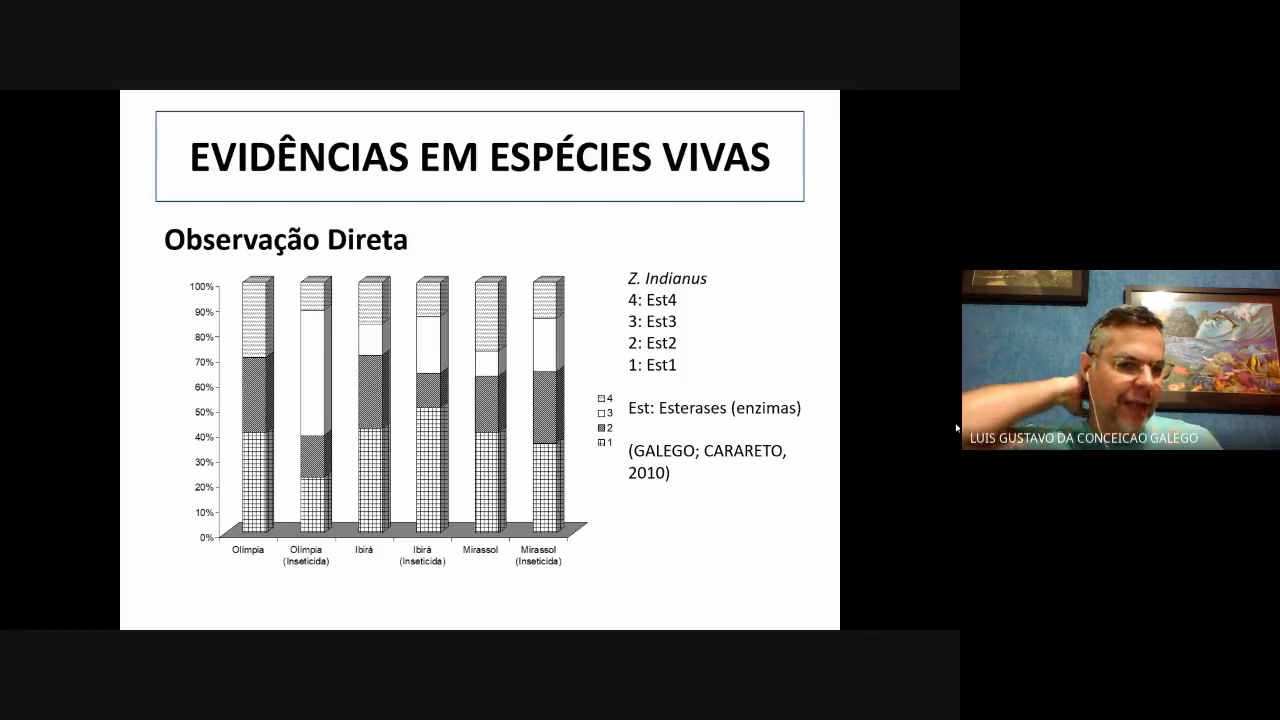 EVIDÊNCIAS EM ESPÉCIES VIVAS
Observação Direta
100%
90%
80%
70%
60%
50%
40%
30%
20%
10%
0%
Olímpia
Olímpia
(Inseticida)
Ibirá
Ibirá
(Inseticida)
Mirassol
Mirassol
(Inseticida)
4
3
2
1
Z. Indianus
4: Est4
3: Est3
2: Est2
1: Est1
Est: Esterases (enzimas)
(GALEGO; CARARETO,
2010)
LUIS GUSTAVO DA CONCEICAO GALEGO